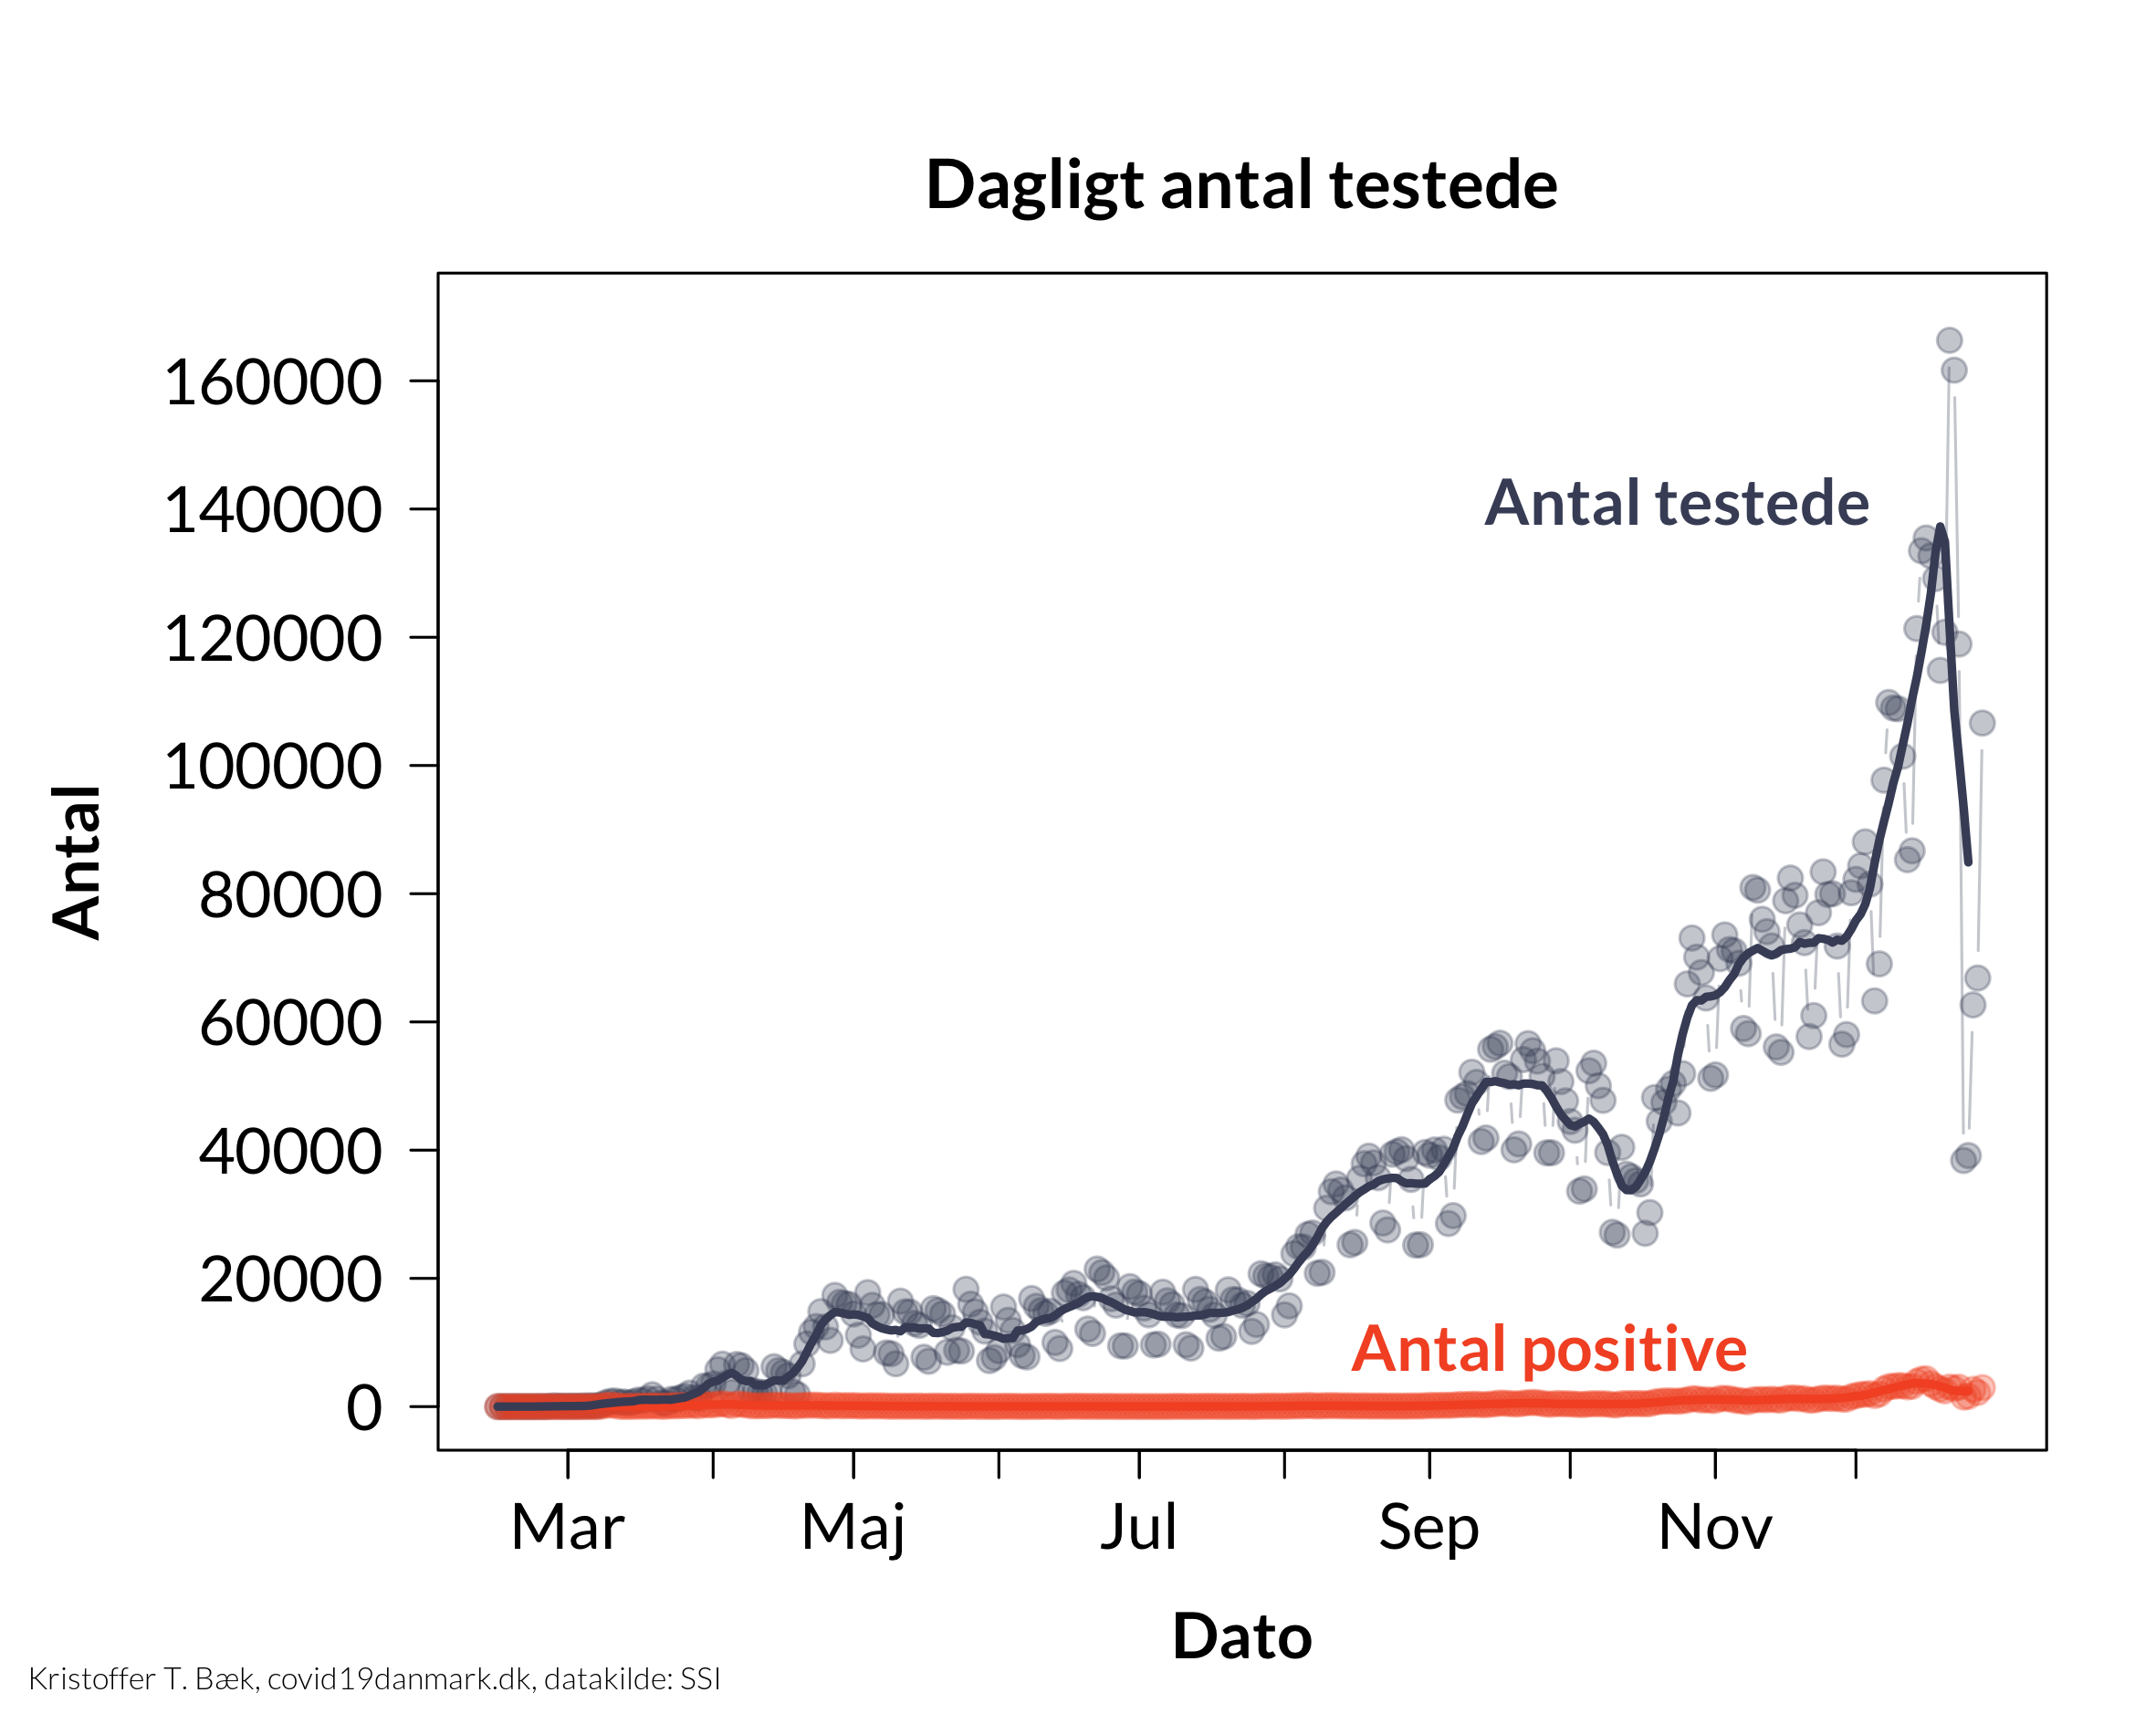 Dagligt antal testede
160000
140000
120000
100000
80000
60000
40000
20000
0
Antal
Antal testede
Antal positive
Mar Maj Jul Sep Nov
Dato
Kristoffer T. Bæk, covid19danmark.dk, datakilde: SSI